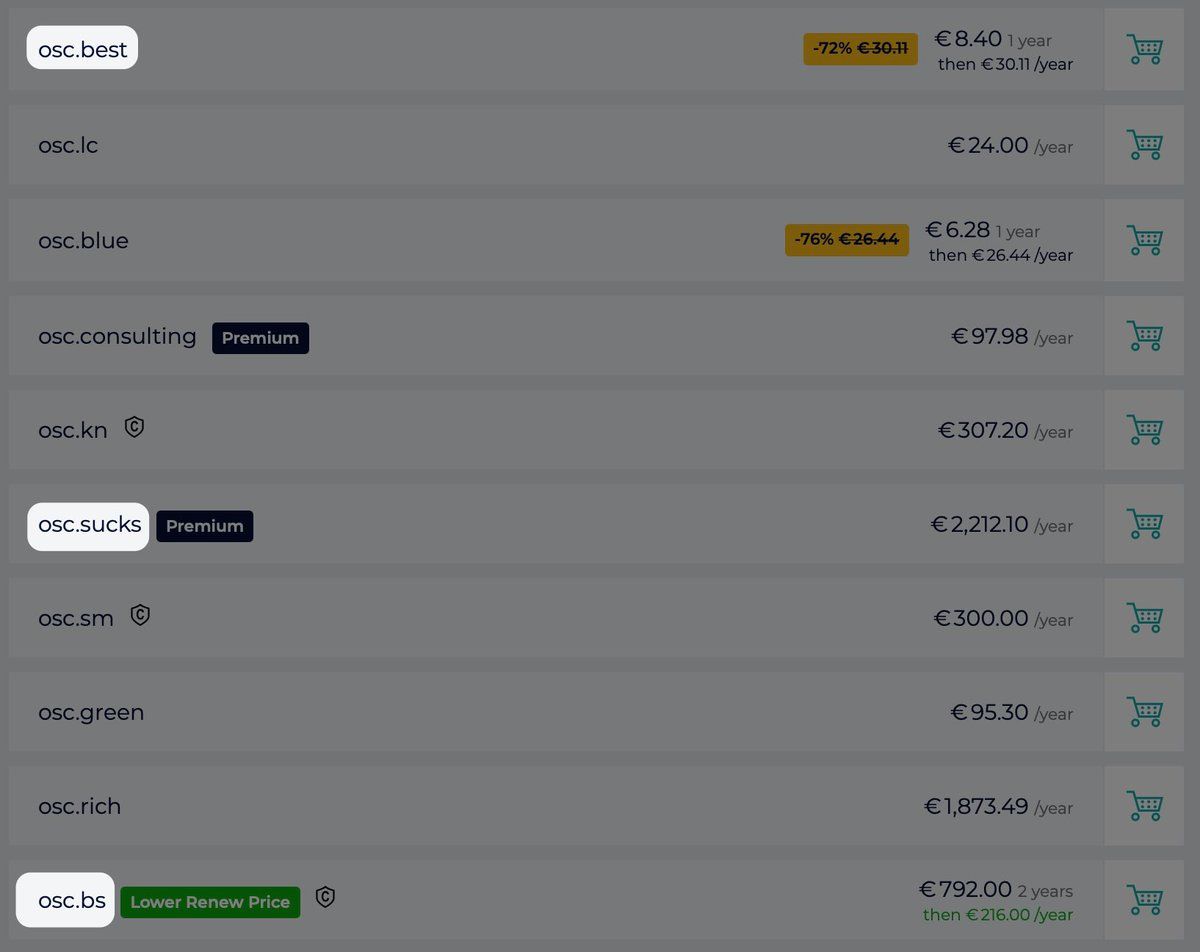 osc.best -72% €30.11 €8.40 1 year
then €30.11 /year
osc.lc €24.00 /year
osc.blue -76% €26.44 €6.28 1 year
then €26.44 /year
osc.consulting Premium €97.98 /year
osc.kn €307.20 /year
osc.sucks Premium €2,212.10 /year
osc.sm €300.00 /year
osc.green €95.30 /year
osc.rich €1,873.49 /year
osc.bs Lower Renew Price €792.00 2 years
then €216.00 /year